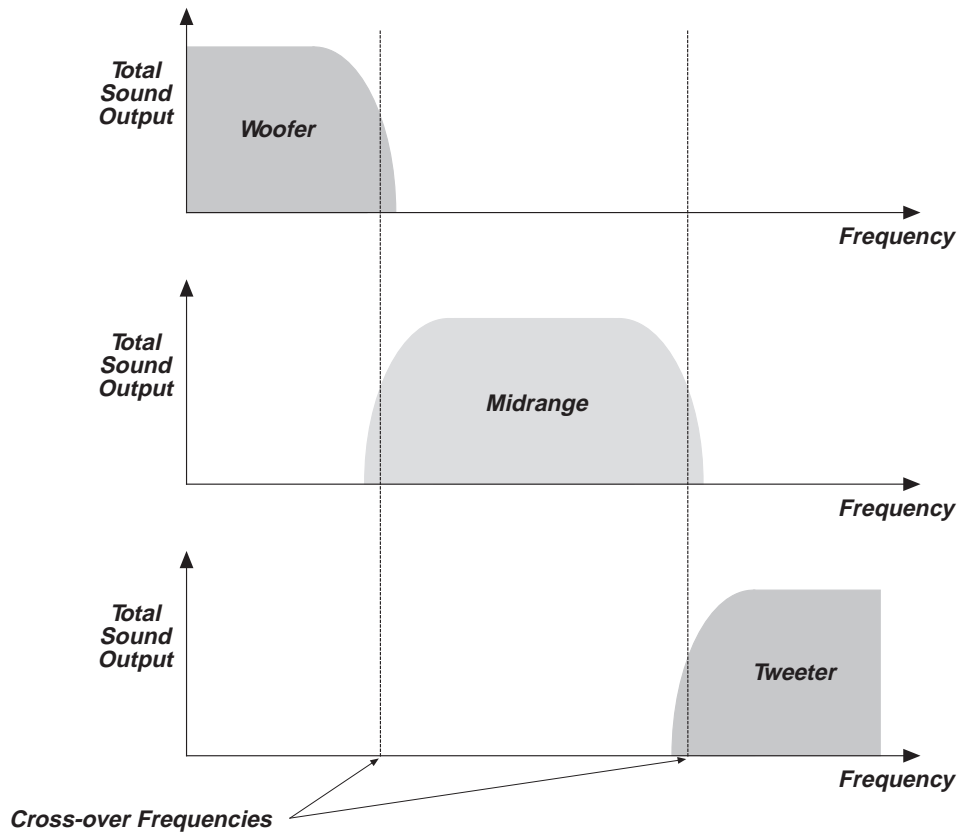 Total
Sound
Output
Woofer
Frequency
Total
Sound
Output
Midrange
Frequency
Total
Sound
Output
Tweeter
Frequency
Cross-over Frequencies